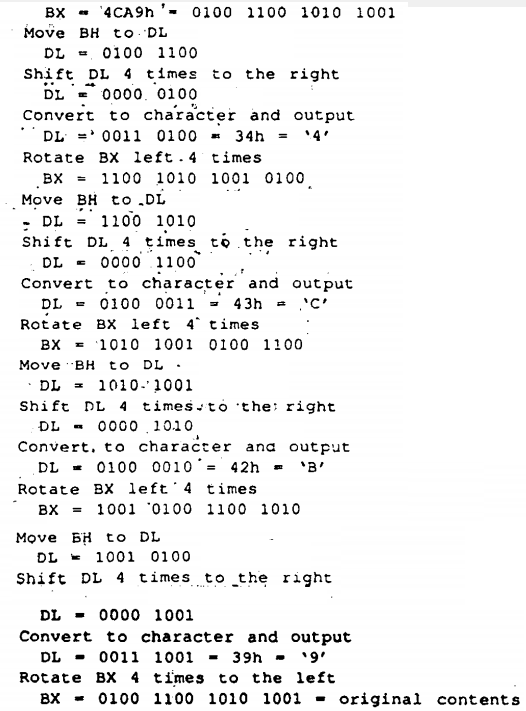 BX = '4CA9h' = 0100 1100 1010 1001
Move BH to DL
DL = 0100 1100
Shift DL 4 times to the right
DL = 0000 0100
Convert to character and output
DL = 0011 0100 = 34h = '4'
Rotate BX left 4 times
BX = 1100 1010 1001 0100
Move BH to DL
DL = 1100 1010
Shift DL 4 times to the right
DL = 0000 1100
Convert to character and output
DL = 0100 0011 = 43h = 'C'
Rotate BX left 4 times
BX = 1010 1001 0100 1100
Move BH to DL
DL = 1010 1001
Shift DL 4 times to the right
DL = 0000 1010
Convert to character and output
DL = 0100 0010 = 42h = 'B'
Rotate BX left 4 times
BX = 1001 0100 1100 1010
Move BH to DL
DL = 1001 0100
Shift DL 4 times to the right
DL = 0000 1001
Convert to character and output
DL = 0011 1001 = 39h = '9'
Rotate BX 4 times to the left
BX = 0100 1100 1010 1001 = original contents